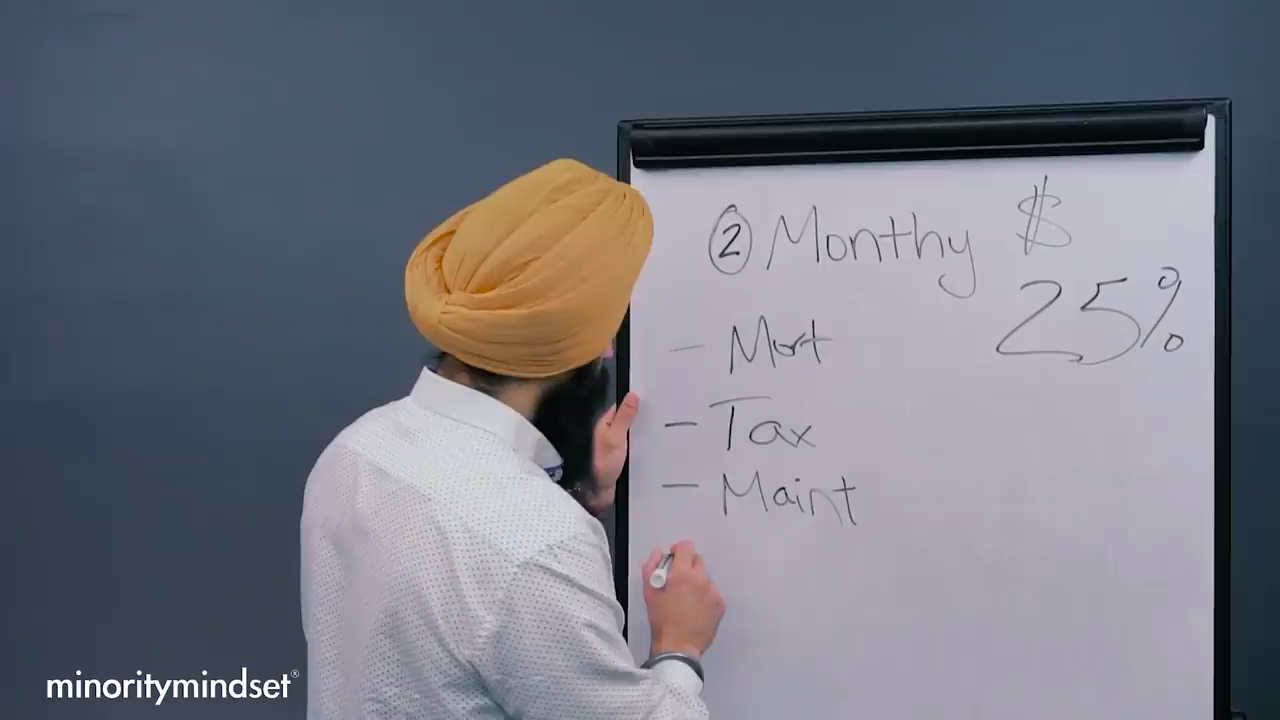 ② Monthy $
25%
- Mort
- Tax
- Maint
minoritymindset®